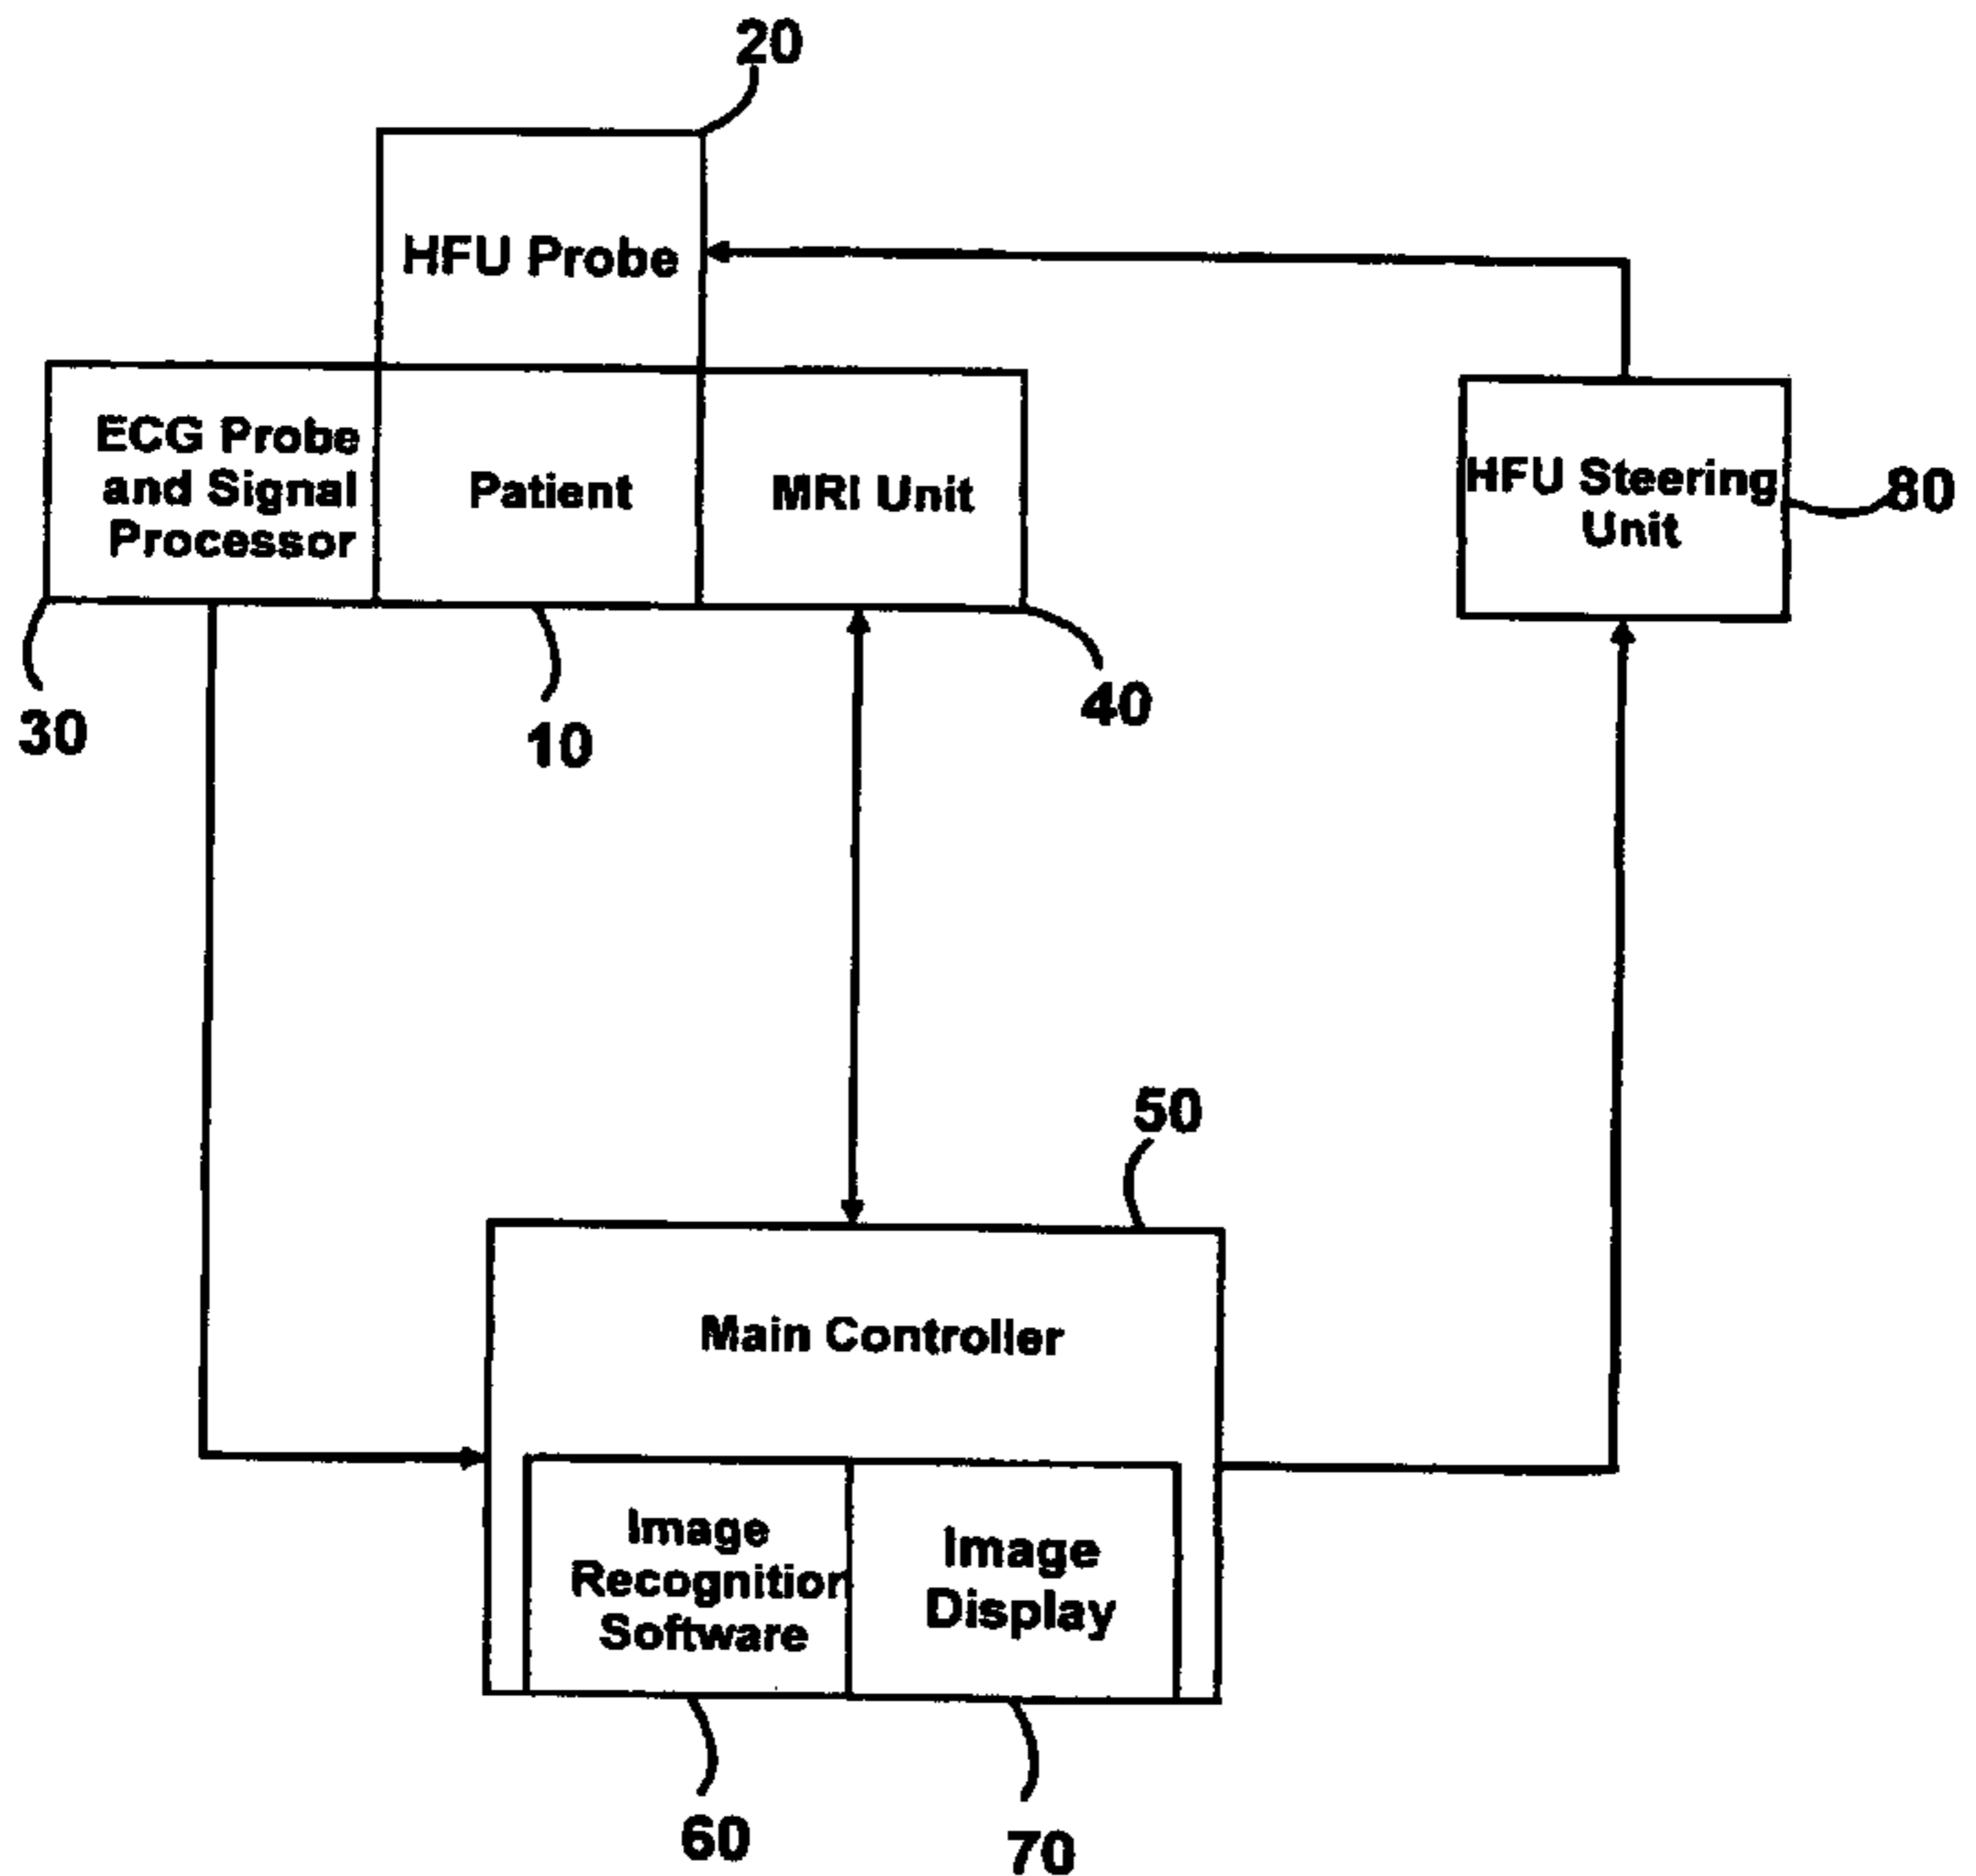 20
HFU Probe
ECG Probe
and Signal
Processor
Patient
MRI Unit
HFU Steering
Unit
80
30
10
40
50
Main Controller
Image
Recognition
Software
Image
Display
60
70